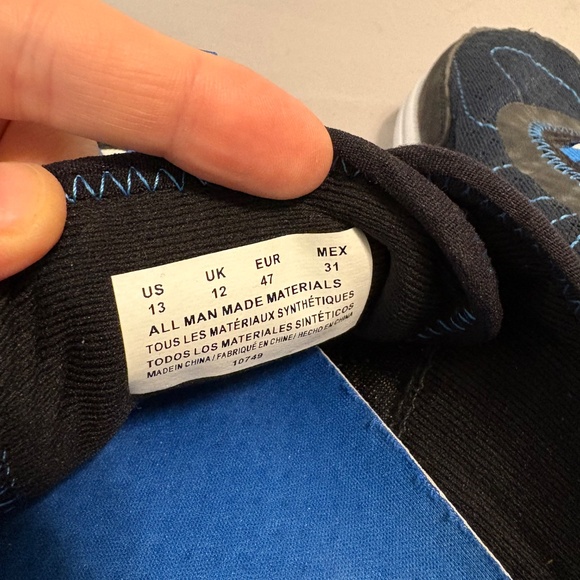 US UK EUR MEX
13 12 47 31
ALL MAN MADE MATERIALS
TOUS LES MATÉRIAUX SYNTHÉTIQUES
TODOS LOS MATERIALES SINTÉTICOS
MADE IN CHINA / FABRIQUÉ EN CHINE / HECHO EN CHINA
10749